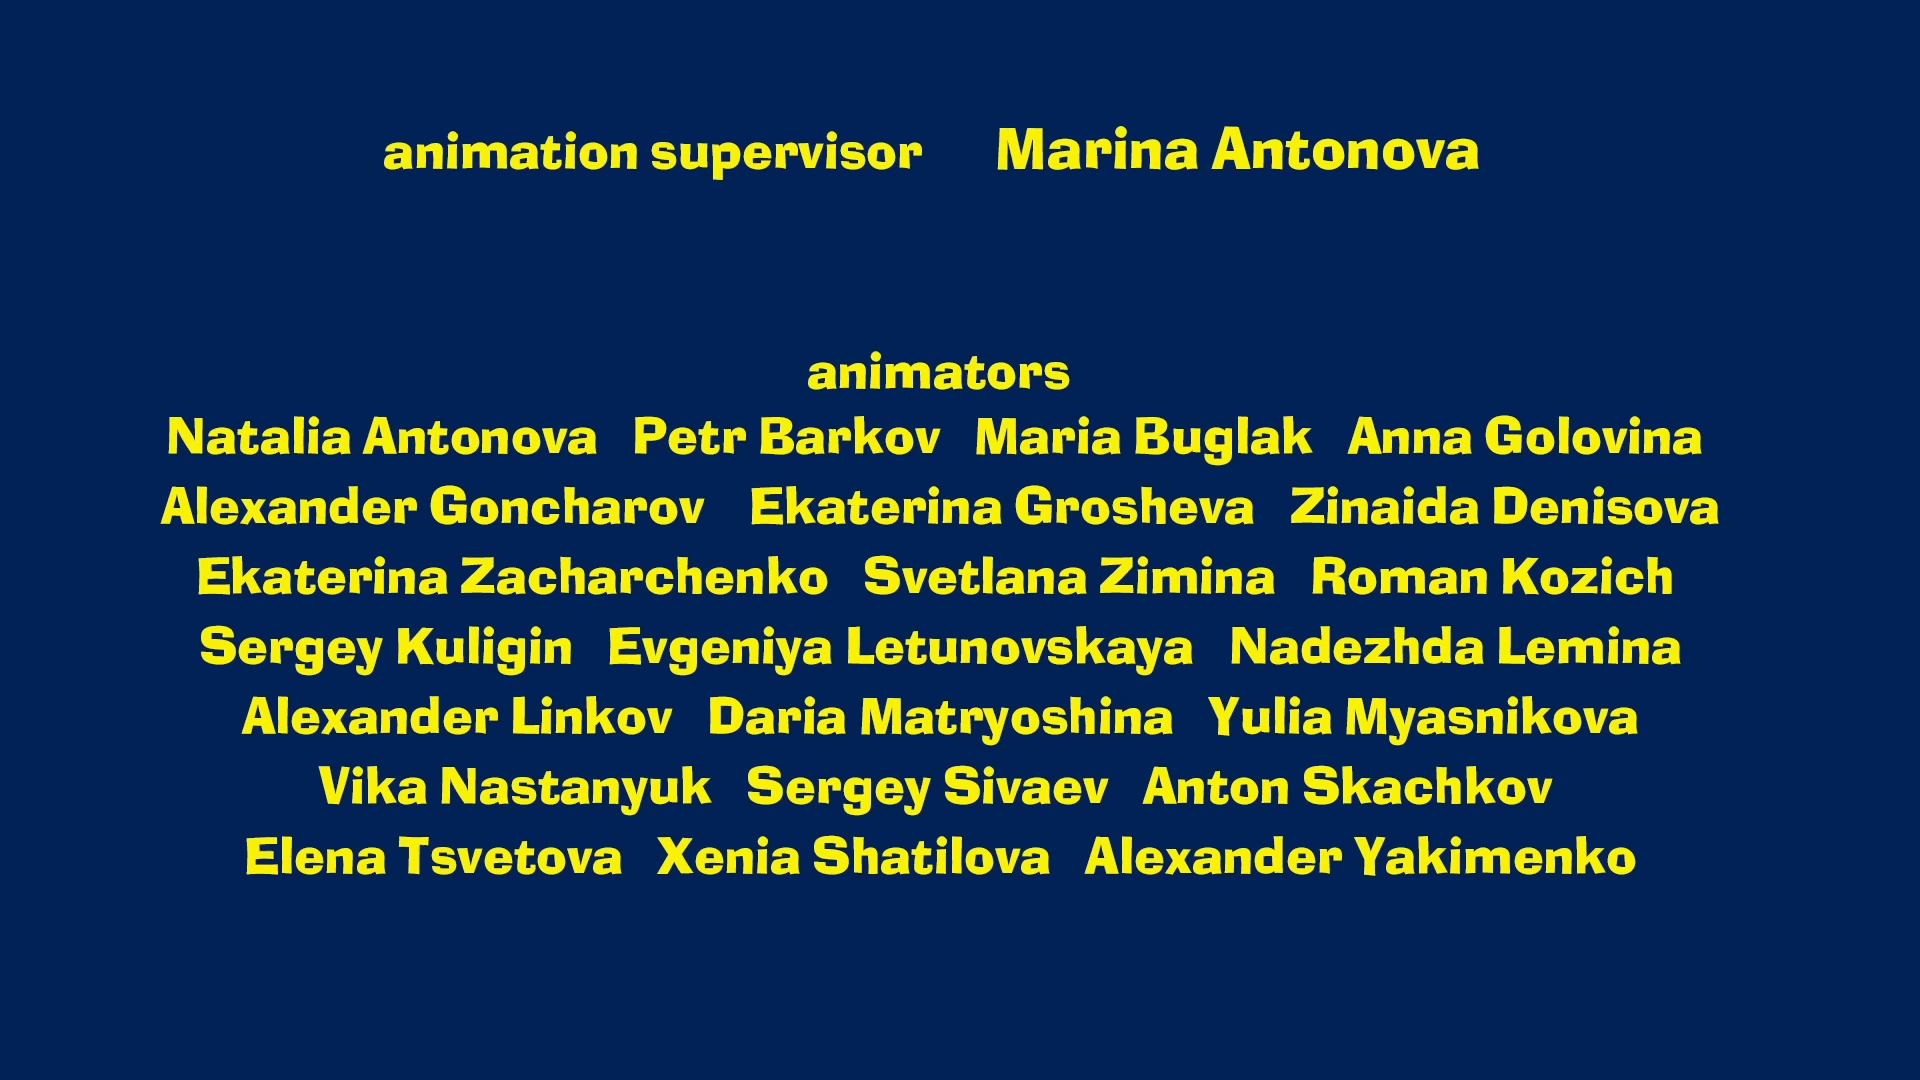 animation supervisor Marina Antonova
animators
Natalia Antonova Petr Barkov Maria Buglak Anna Golovina
Alexander Goncharov Ekaterina Grosheva Zinaida Denisova
Ekaterina Zacharchenko Svetlana Zimina Roman Kozich
Sergey Kuligin Evgeniya Letunovskaya Nadezhda Lemina
Alexander Linkov Daria Matryoshina Yulia Myasnikova
Vika Nastanyuk Sergey Sivaev Anton Skachkov
Elena Tsvetova Xenia Shatilova Alexander Yakimenko